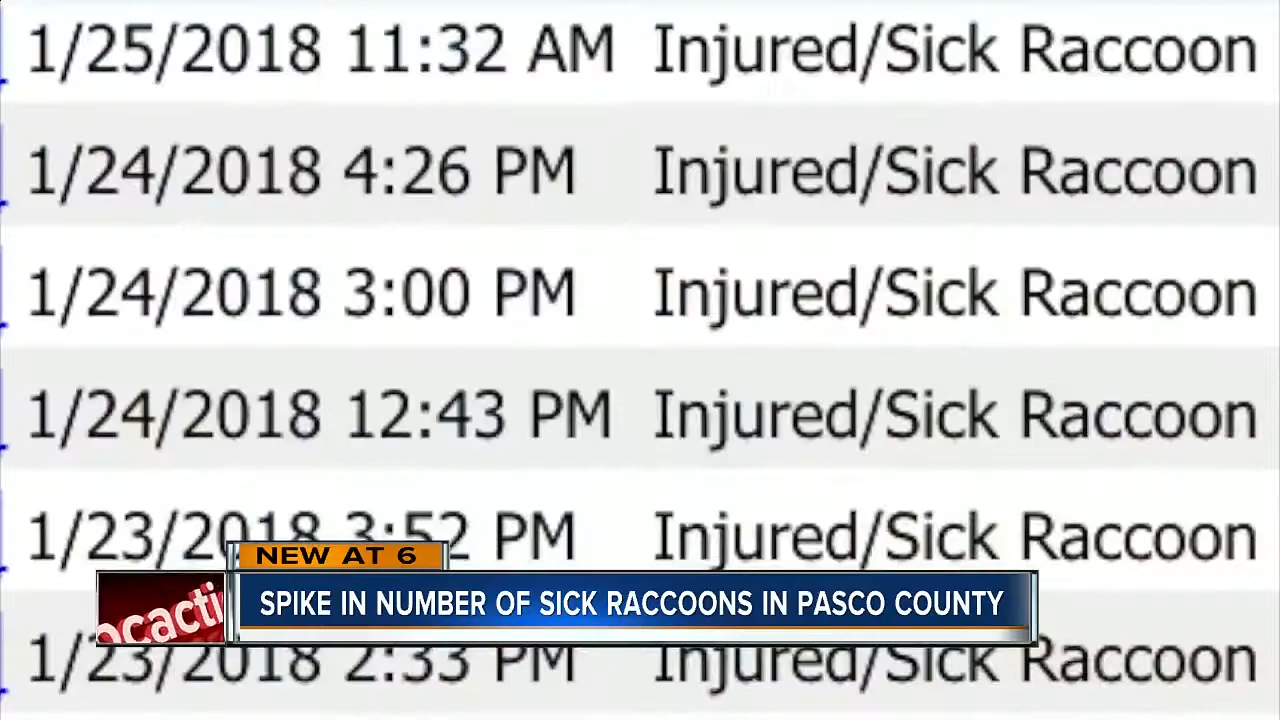 1/25/2018 11:32 AM Injured/Sick Raccoon
1/24/2018 4:26 PM Injured/Sick Raccoon
1/24/2018 3:00 PM Injured/Sick Raccoon
1/24/2018 12:43 PM Injured/Sick Raccoon
1/23/2018 3:52 PM Injured/Sick Raccoon
NEW AT 6
SPIKE IN NUMBER OF SICK RACCOONS IN PASCO COUNTY
1/23/2018 2:33 PM Injured/Sick Raccoon